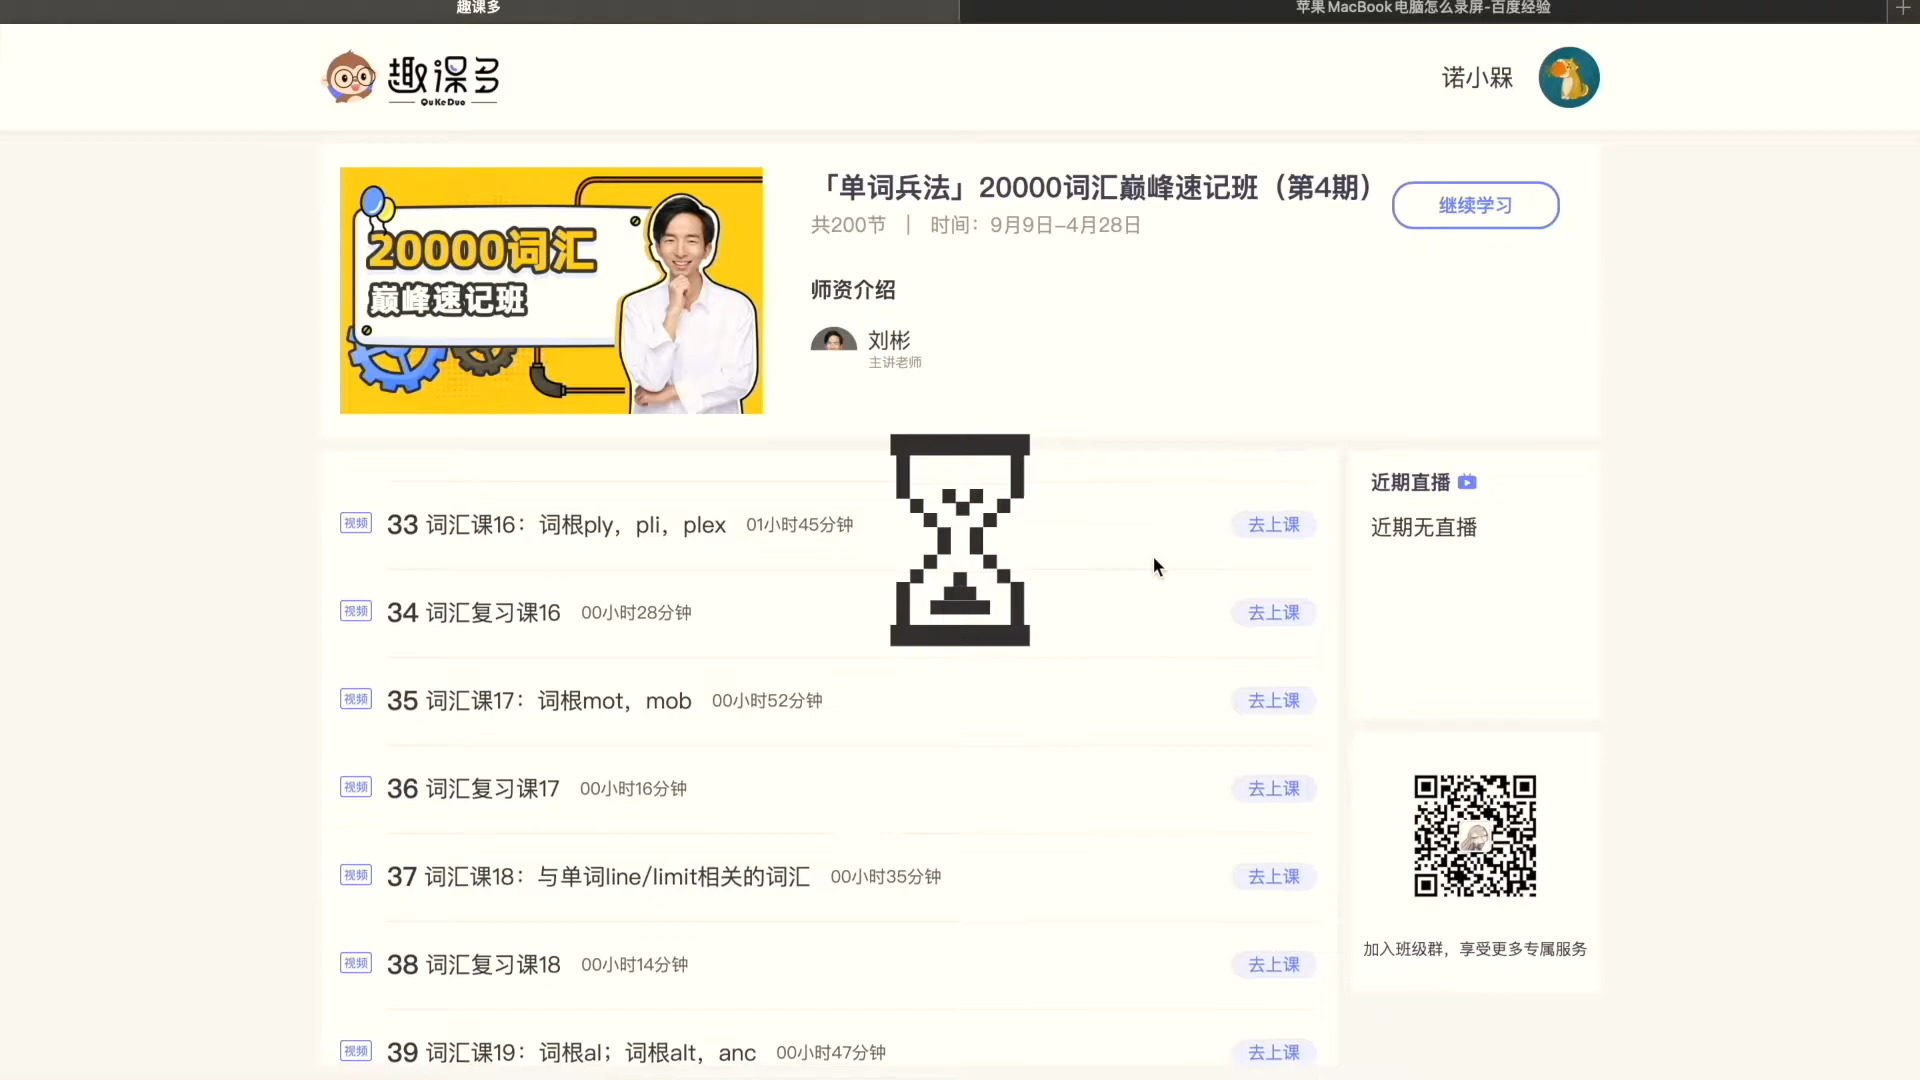 趣课多
苹果MacBook电脑怎么录屏-百度经验
趣课多
QuKeDuo
诺小槑
20000词汇
巅峰速记班
「单词兵法」20000词汇巅峰速记班（第4期）
继续学习
共200节 | 时间：9月9日-4月28日
师资介绍
刘彬
主讲老师
视频 33 词汇课16：词根ply，pli，plex 01小时45分钟 去上课
视频 34 词汇复习课16 00小时28分钟 去上课
视频 35 词汇课17：词根mot，mob 00小时52分钟 去上课
视频 36 词汇复习课17 00小时16分钟 去上课
视频 37 词汇课18：与单词line/limit相关的词汇 00小时35分钟 去上课
视频 38 词汇复习课18 00小时14分钟 去上课
视频 39 词汇课19：词根al；词根alt，anc 00小时47分钟 去上课
近期直播
近期无直播
加入班级群，享受更多专属服务